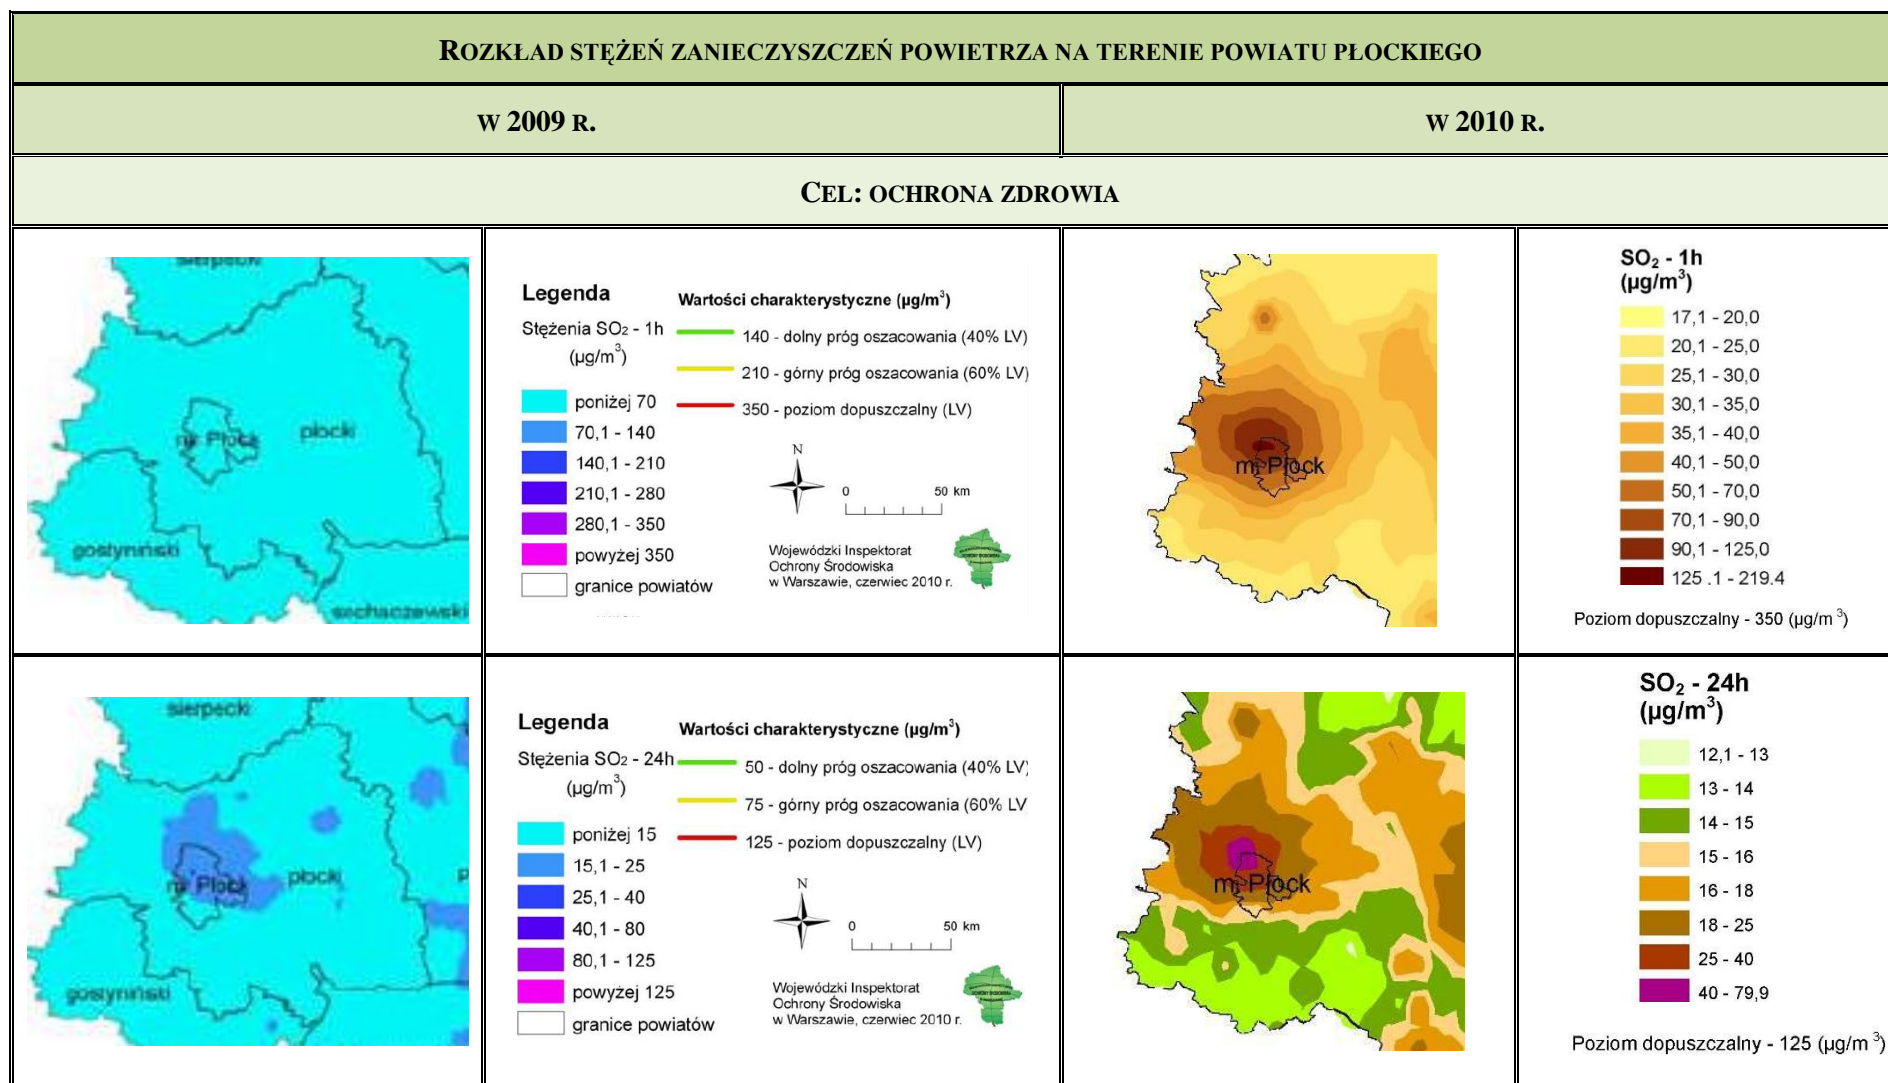 ROZKŁAD STĘŻEŃ ZANIECZYSZCZEŃ POWIETRZA NA TERENIE POWIATU PŁOCKIEGO
W 2009 R.
W 2010 R.
CEL: OCHRONA ZDROWIA
sierpecki
m. Płock
płocki
gostyniński
sochaczewski
Legenda
Stężenia SO2 - 1h
(µg/m³)
poniżej 70
70,1 - 140
140,1 - 210
210,1 - 280
280,1 - 350
powyżej 350
granice powiatów
Wartości charakterystyczne (µg/m³)
140 - dolny próg oszacowania (40% LV)
210 - górny próg oszacowania (60% LV)
350 - poziom dopuszczalny (LV)
N
0 50 km
Wojewódzki Inspektorat
Ochrony Środowiska
w Warszawie, czerwiec 2010 r.
m. Płock
SO₂ - 1h
(µg/m³)
17,1 - 20,0
20,1 - 25,0
25,1 - 30,0
30,1 - 35,0
35,1 - 40,0
40,1 - 50,0
50,1 - 70,0
70,1 - 90,0
90,1 - 125,0
125 .1 - 219.4
Poziom dopuszczalny - 350 (µg/m³)
sierpecki
m. Płock
płocki
p
gostyniński
Legenda
Stężenia SO2 - 24h
(µg/m³)
poniżej 15
15,1 - 25
25,1 - 40
40,1 - 80
80,1 - 125
powyżej 125
granice powiatów
Wartości charakterystyczne (µg/m³)
50 - dolny próg oszacowania (40% LV)
75 - górny próg oszacowania (60% LV
125 - poziom dopuszczalny (LV)
N
0 50 km
Wojewódzki Inspektorat
Ochrony Środowiska
w Warszawie, czerwiec 2010 r.
m. Płock
SO₂ - 24h
(µg/m³)
12,1 - 13
13 - 14
14 - 15
15 - 16
16 - 18
18 - 25
25 - 40
40 - 79,9
Poziom dopuszczalny - 125 (µg/m³)